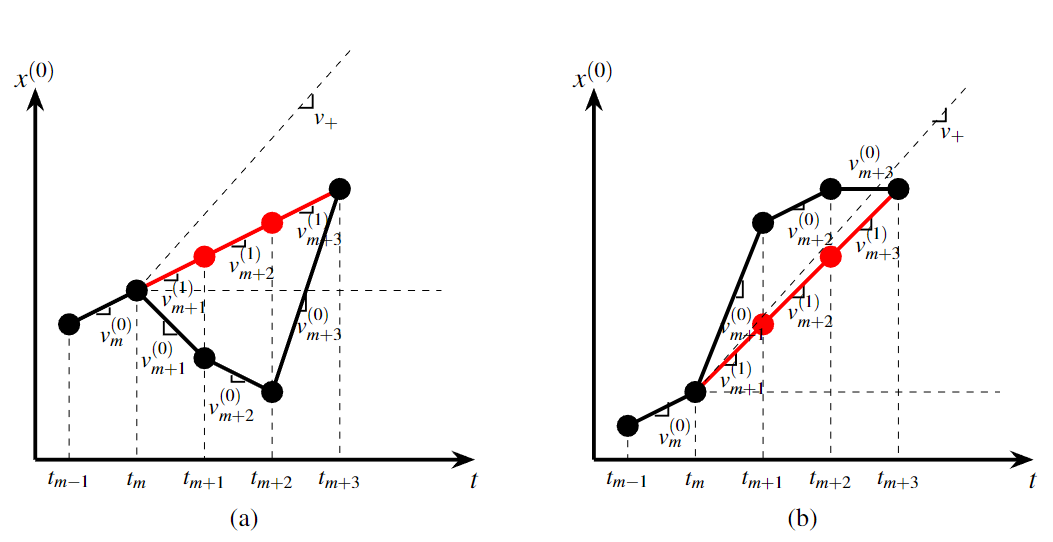 x^{(0)}
v_+
v_m^{(0)}
v_{m+1}^{(1)}
v_{m+2}^{(1)}
v_{m+3}^{(1)}
v_{m+1}^{(0)}
v_{m+2}^{(0)}
v_{m+3}^{(0)}
t_{m-1} t_m t_{m+1} t_{m+2} t_{m+3} t
(a)
x^{(0)}
v_+
v_{m+3}^{(0)}
v_{m+2}^{(0)}
v_{m+3}^{(1)}
v_{m+1}^{(0)}
v_{m+2}^{(1)}
v_{m+1}^{(1)}
v_m^{(0)}
t_{m-1} t_m t_{m+1} t_{m+2} t_{m+3} t
(b)